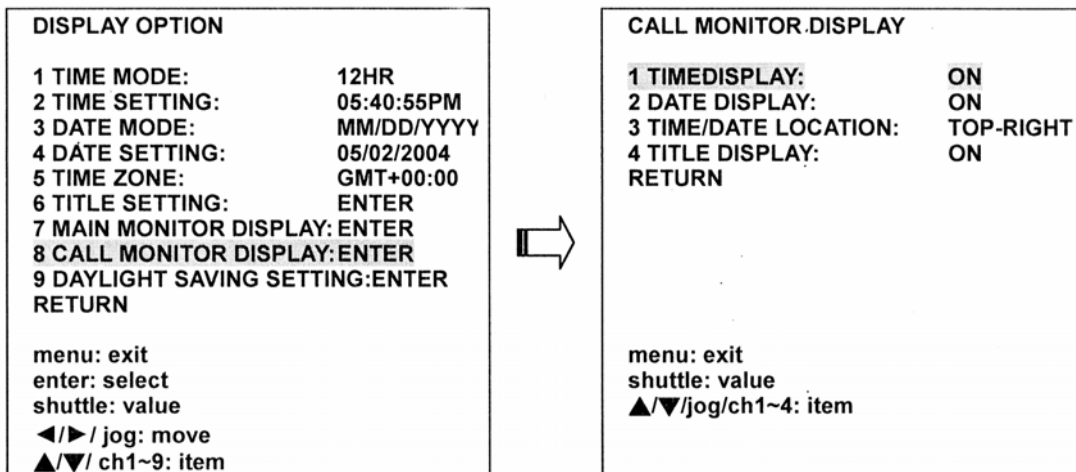 DISPLAY OPTION
1 TIME MODE: 12HR
2 TIME SETTING: 05:40:55PM
3 DATE MODE: MM/DD/YYYY
4 DATE SETTING: 05/02/2004
5 TIME ZONE: GMT+00:00
6 TITLE SETTING: ENTER
7 MAIN MONITOR DISPLAY: ENTER
8 CALL MONITOR DISPLAY: ENTER
9 DAYLIGHT SAVING SETTING:ENTER
RETURN
menu: exit
enter: select
shuttle: value
◄/►/ jog: move
▲/▼/ ch1~9: item
CALL MONITOR DISPLAY
1 TIMEDISPLAY: ON
2 DATE DISPLAY: ON
3 TIME/DATE LOCATION: TOP-RIGHT
4 TITLE DISPLAY: ON
RETURN
menu: exit
shuttle: value
▲/▼/jog/ch1~4: item